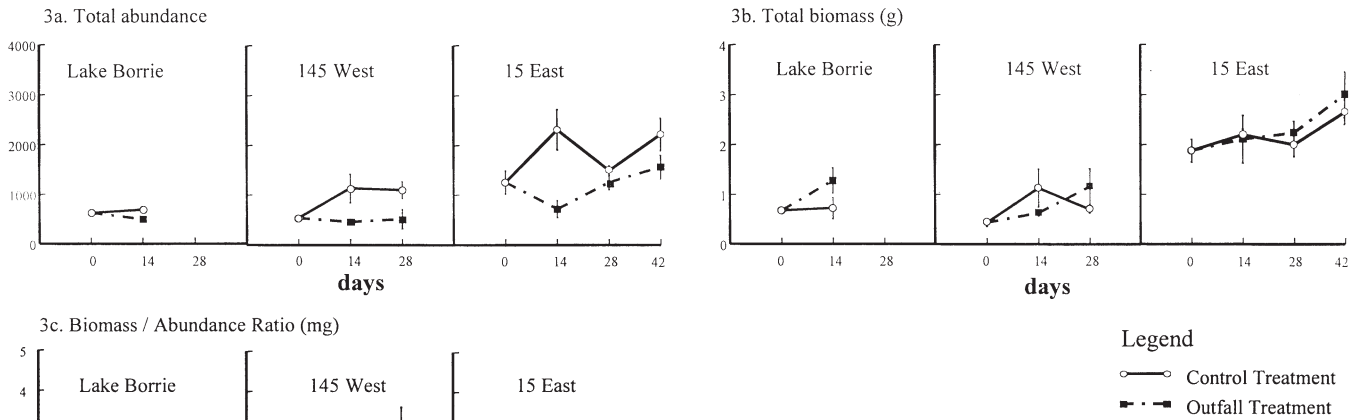 3a. Total abundance
4000
3000
2000
1000
0
Lake Borrie
145 West
15 East
0 14 28
0 14 28
0 14 28 42
days
3b. Total biomass (g)
4
3
2
1
0
Lake Borrie
145 West
15 East
0 14 28
0 14 28
0 14 28 42
days
3c. Biomass / Abundance Ratio (mg)
5
4
Lake Borrie
145 West
15 East
Legend
Control Treatment
Outfall Treatment